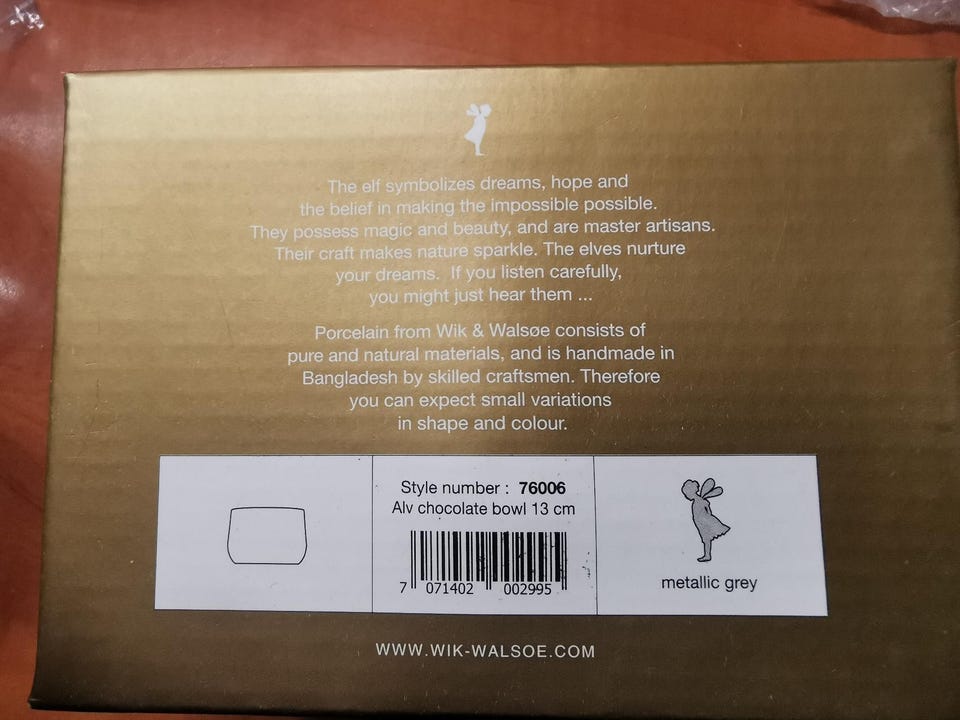 The elf symbolizes dreams, hope and
the belief in making the impossible possible.
They possess magic and beauty, and are master artisans.
Their craft makes nature sparkle. The elves nurture
your dreams. If you listen carefully,
you might just hear them ...
Porcelain from Wik & Walsøe consists of
pure and natural materials, and is handmade in
Bangladesh by skilled craftsmen. Therefore
you can expect small variations
in shape and colour.
Style number : 76006
Alv chocolate bowl 13 cm
7 071402 002995
metallic grey
WWW.WIK-WALSOE.COM